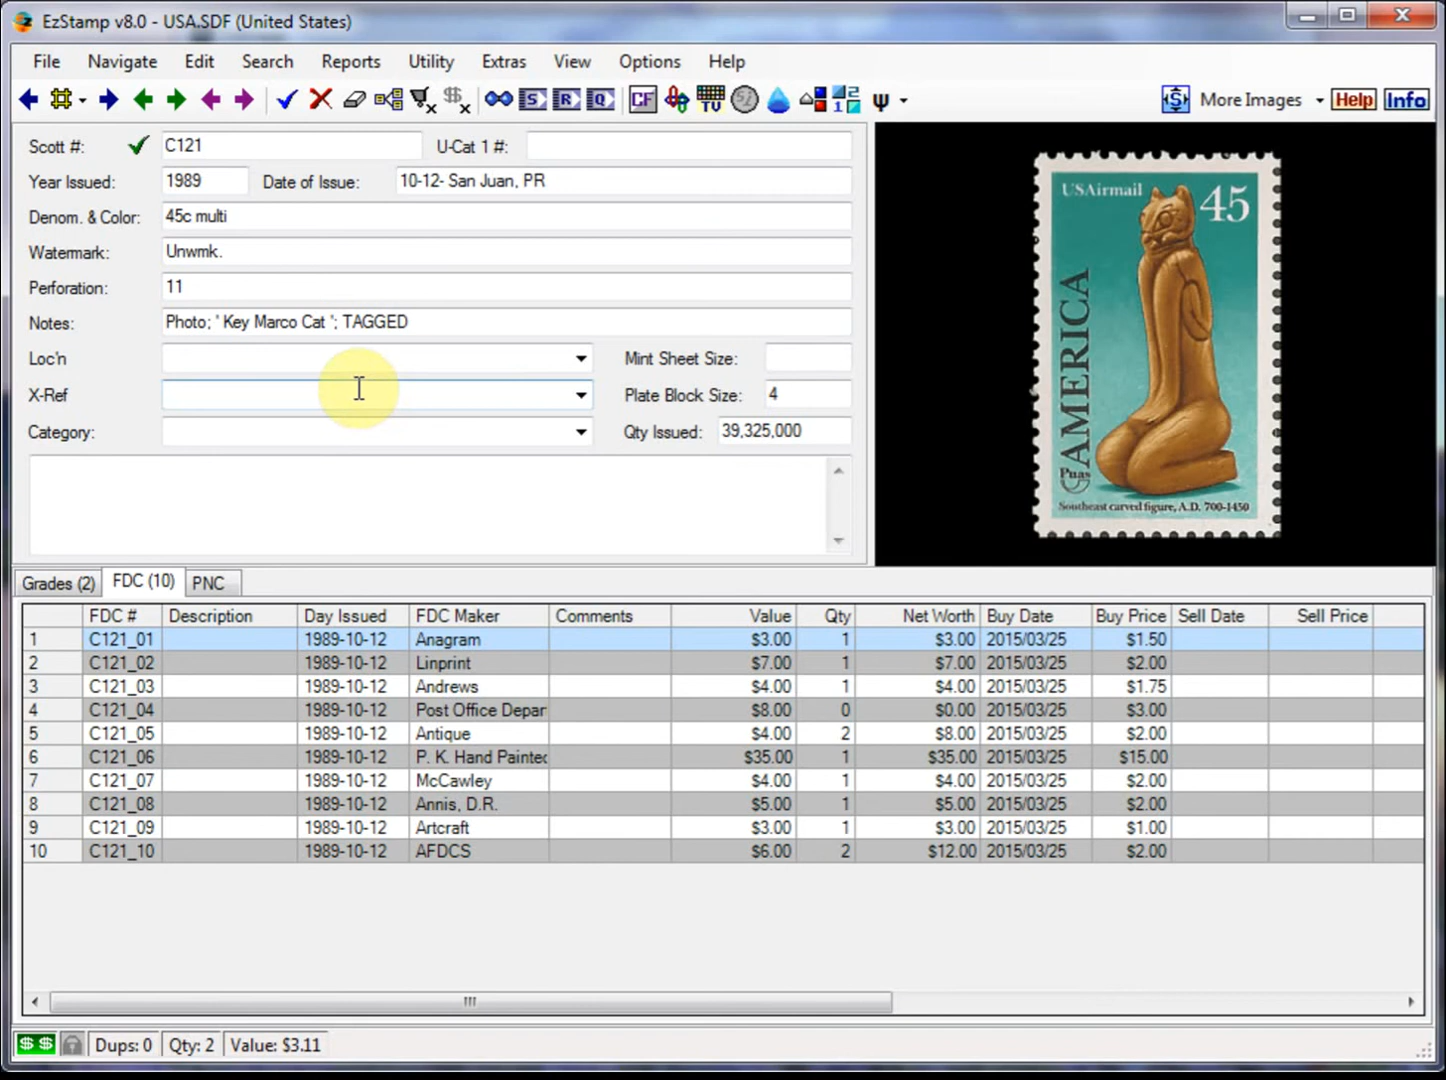 EzStamp v8.0 - USA.SDF (United States)
File Navigate Edit Search Reports Utility Extras View Options Help
S R Q CF TV More Images Help Info
Scott #: C121 U-Cat 1 #:
Year Issued: 1989 Date of Issue: 10-12- San Juan, PR
Denom. & Color: 45c multi
Watermark: Unwmk.
Perforation: 11
Notes: Photo; ' Key Marco Cat '; TAGGED
Loc'n Mint Sheet Size:
X-Ref Plate Block Size: 4
Category: Qty Issued: 39,325,000
USAirmail 45
AMERICA
PUAS
Southeast carved figure, A.D. 700-1450
Grades (2) FDC (10) PNC
FDC # Description Day Issued FDC Maker Comments Value Qty Net Worth Buy Date Buy Price Sell Date Sell Price
1 C121_01 1989-10-12 Anagram $3.00 1 $3.00 2015/03/25 $1.50
2 C121_02 1989-10-12 Linprint $7.00 1 $7.00 2015/03/25 $2.00
3 C121_03 1989-10-12 Andrews $4.00 1 $4.00 2015/03/25 $1.75
4 C121_04 1989-10-12 Post Office Depar $8.00 0 $0.00 2015/03/25 $3.00
5 C121_05 1989-10-12 Antique $4.00 2 $8.00 2015/03/25 $2.00
6 C121_06 1989-10-12 P. K. Hand Painted $35.00 1 $35.00 2015/03/25 $15.00
7 C121_07 1989-10-12 McCawley $4.00 1 $4.00 2015/03/25 $2.00
8 C121_08 1989-10-12 Annis, D.R. $5.00 1 $5.00 2015/03/25 $2.00
9 C121_09 1989-10-12 Artcraft $3.00 1 $3.00 2015/03/25 $1.00
10 C121_10 1989-10-12 AFDCS $6.00 2 $12.00 2015/03/25 $2.00
$ $ Dups: 0 Qty: 2 Value: $3.11